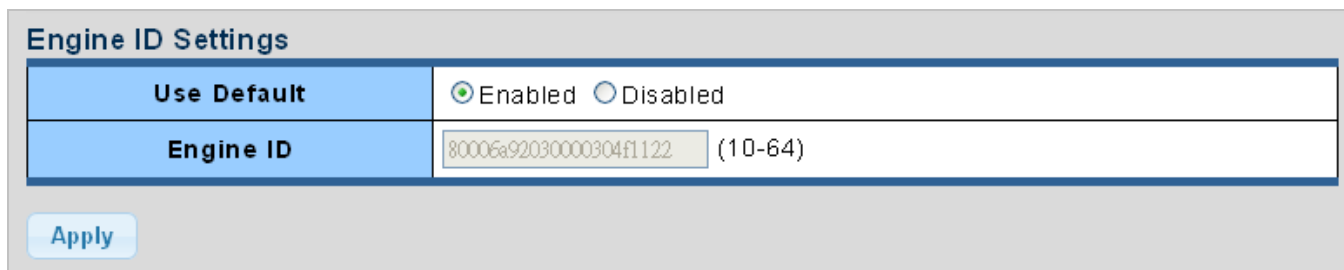 Engine ID Settings
Use Default Enabled Disabled
Engine ID 80006a92030000304f1122 (10-64)
Apply